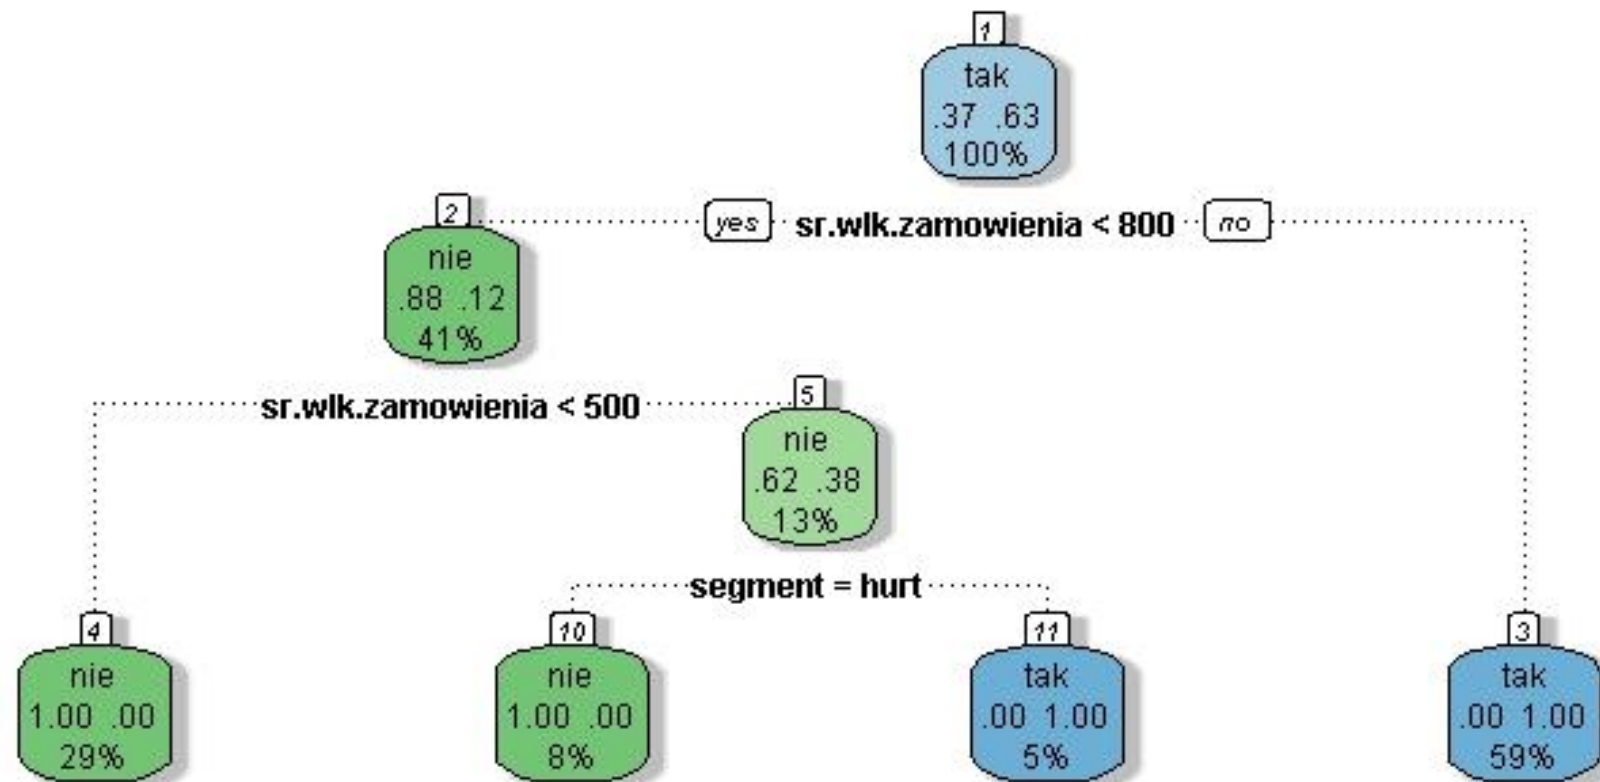 1
tak
.37 .63
100%
2
yes
sr.wlk.zamowienia < 800
no
nie
.88 .12
41%
sr.wlk.zamowienia < 500
5
nie
.62 .38
13%
segment = hurt
4
nie
1.00 .00
29%
10
nie
1.00 .00
8%
11
tak
.00 1.00
5%
3
tak
.00 1.00
59%